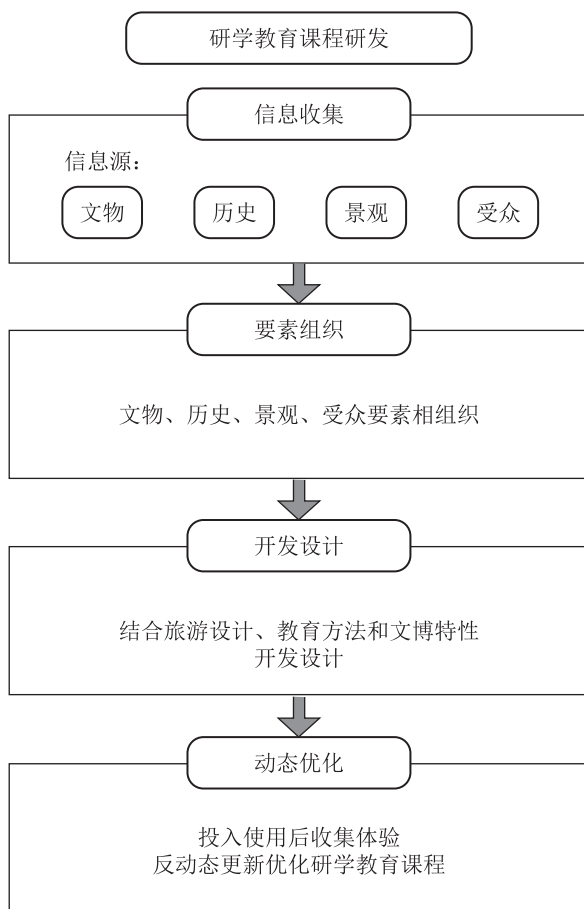 研学教育课程研发
信息收集
信息源：
文物 历史 景观 受众
要素组织
文物、历史、景观、受众要素相组织
开发设计
结合旅游设计、教育方法和文博特性
开发设计
动态优化
投入使用后收集体验
反动态更新优化研学教育课程